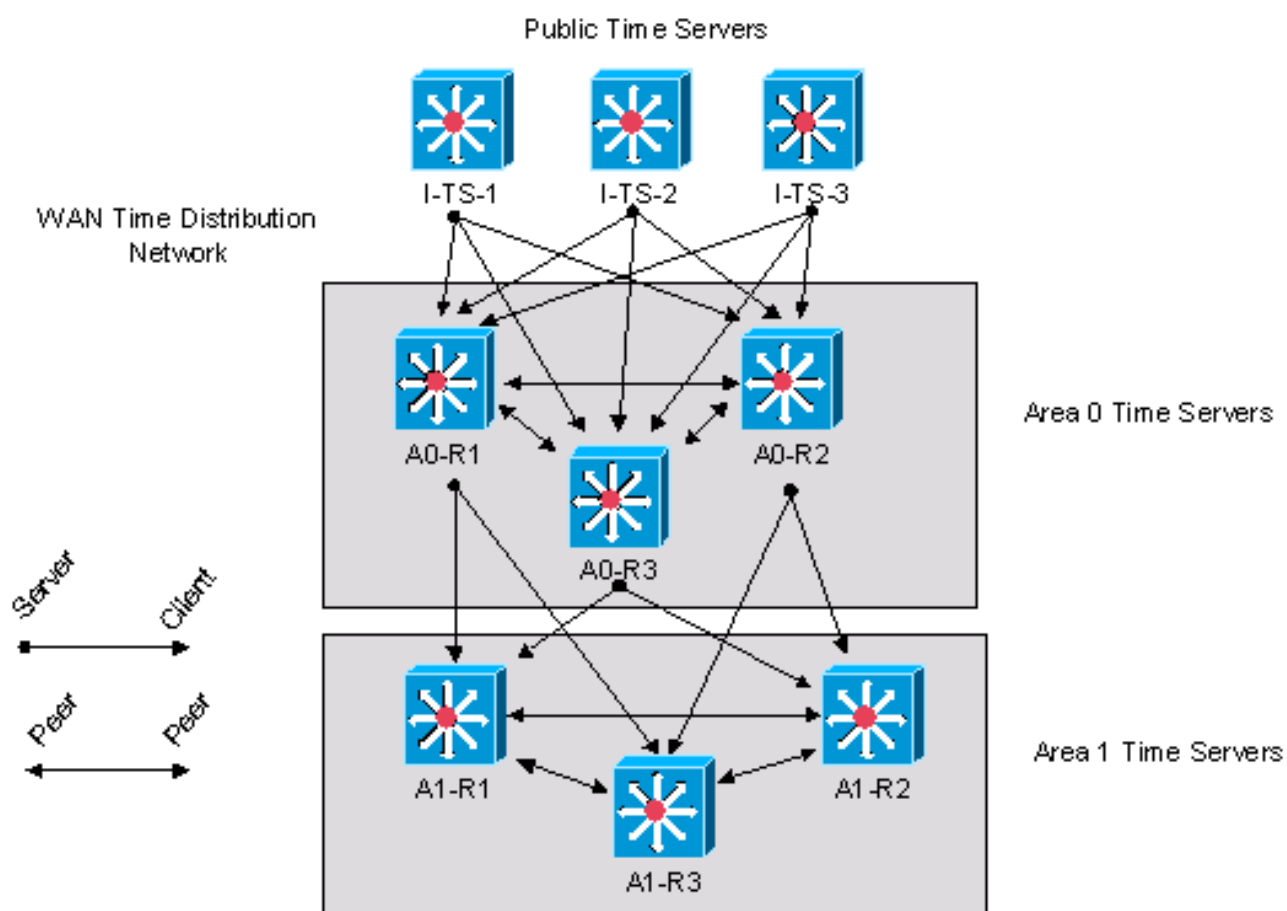 Public Time Servers
I-TS-1
I-TS-2
I-TS-3
WAN Time Distribution
Network
A0-R1
A0-R2
A0-R3
Area 0 Time Servers
Server
Client
Peer
Peer
A1-R1
A1-R2
A1-R3
Area 1 Time Servers